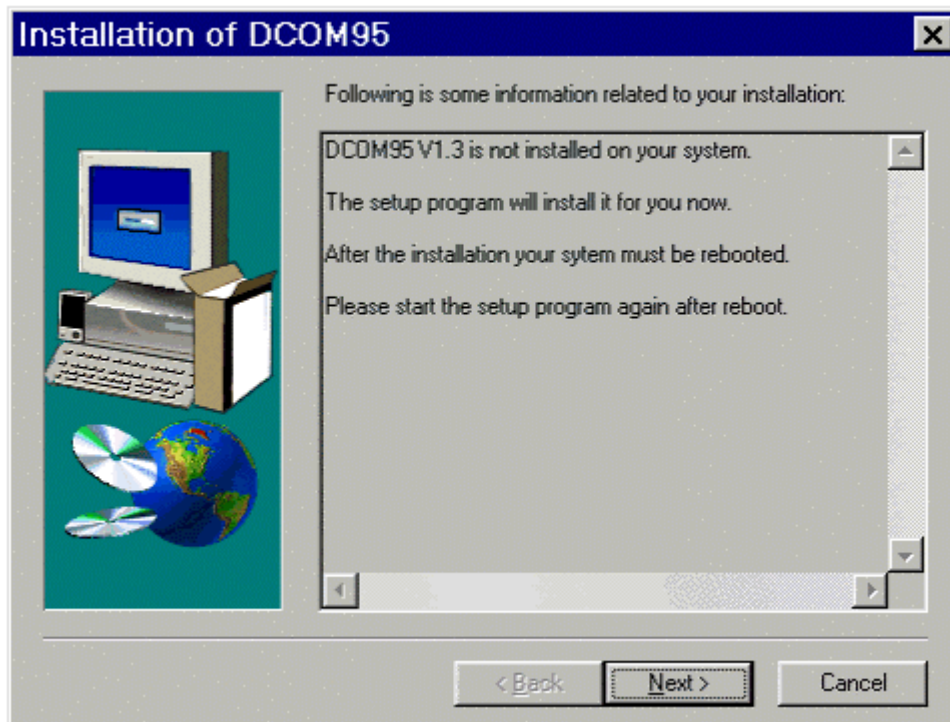 Installation of DCOM95
Following is some information related to your installation:
DCOM95 V1.3 is not installed on your system.
The setup program will install it for you now.
After the installation your sytem must be rebooted.
Please start the setup program again after reboot.
< Back
Next >
Cancel